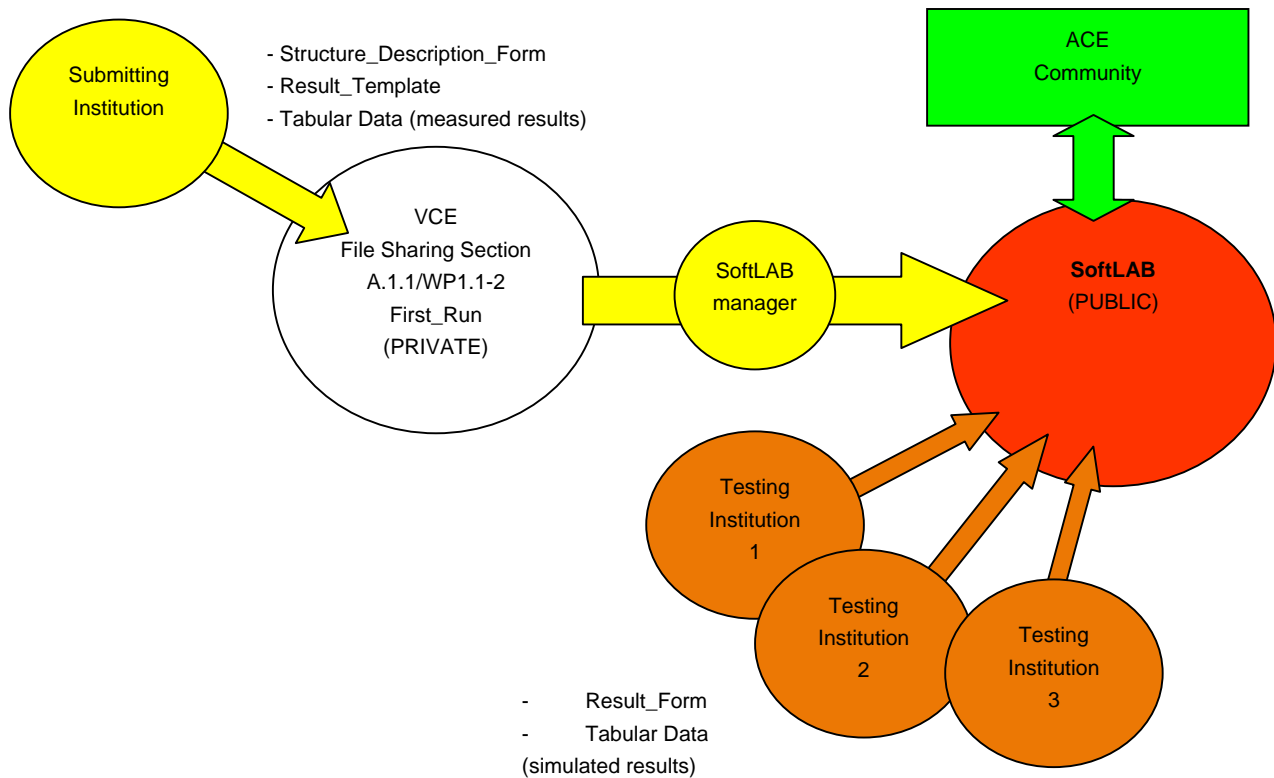 Submitting
Institution
- Structure_Description_Form
- Result_Template
- Tabular Data (measured results)
ACE
Community
VCE
File Sharing Section
A.1.1/WP1.1-2
First_Run
(PRIVATE)
SoftLAB
manager
SoftLAB
(PUBLIC)
Testing
Institution
1
Testing
Institution
2
Testing
Institution
3
- Result_Form
- Tabular Data
(simulated results)